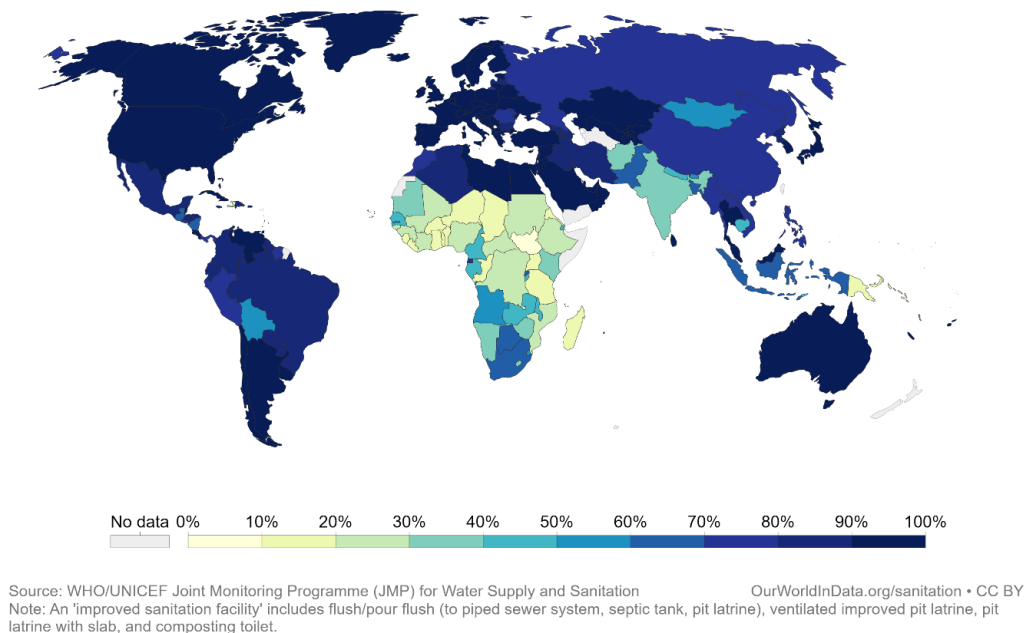 No data 0% 10% 20% 30% 40% 50% 60% 70% 80% 90% 100%
Source: WHO/UNICEF Joint Monitoring Programme (JMP) for Water Supply and Sanitation OurWorldInData.org/sanitation • CC BY
Note: An 'improved sanitation facility' includes flush/pour flush (to piped sewer system, septic tank, pit latrine), ventilated improved pit latrine, pit
latrine with slab, and composting toilet.